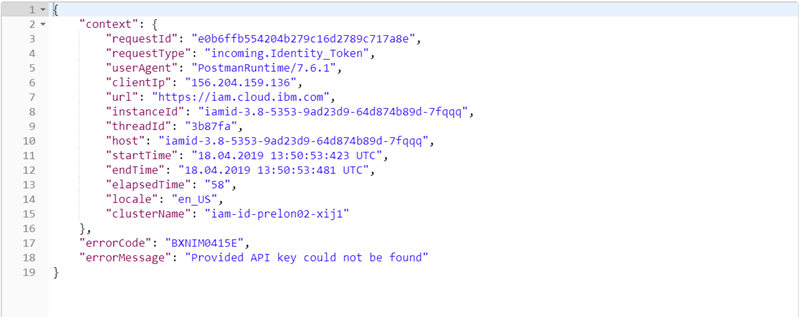 1 {
2 "context": {
3 "requestId": "e0b6ffb554204b279c16d2789c717a8e",
4 "requestType": "incoming.Identity_Token",
5 "userAgent": "PostmanRuntime/7.6.1",
6 "clientIp": "156.204.159.136",
7 "url": "https://iam.cloud.ibm.com",
8 "instanceId": "iamid-3.8-5353-9ad23d9-64d874b89d-7fqqq",
9 "threadId": "3b87fa",
10 "host": "iamid-3.8-5353-9ad23d9-64d874b89d-7fqqq",
11 "startTime": "18.04.2019 13:50:53:423 UTC",
12 "endTime": "18.04.2019 13:50:53:481 UTC",
13 "elapsedTime": "58",
14 "locale": "en_US",
15 "clusterName": "iam-id-prelon02-xij1"
16 },
17 "errorCode": "BXNIM0415E",
18 "errorMessage": "Provided API key could not be found"
19 }